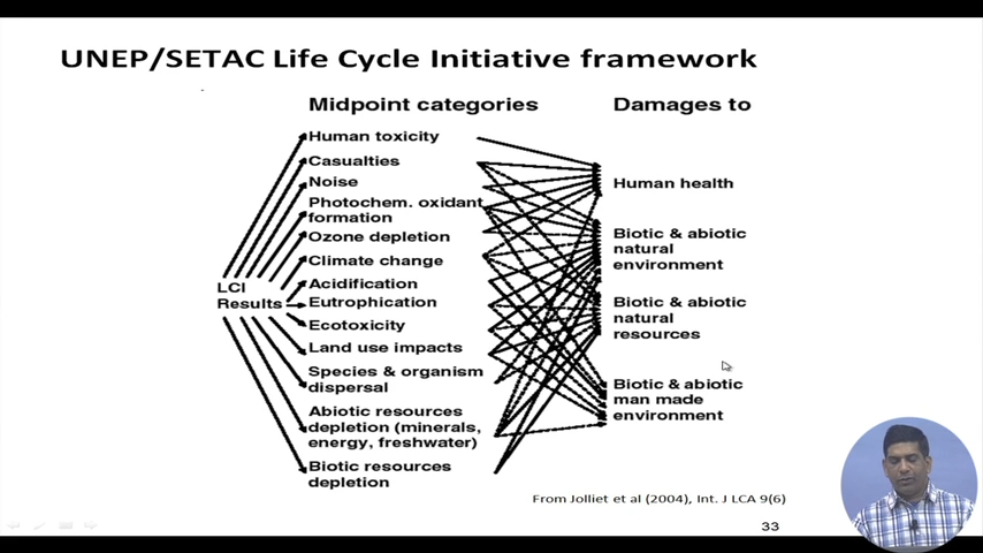 UNEP/SETAC Life Cycle Initiative framework
Midpoint categories
Damages to
LCI
Results
Human toxicity
Casualties
Noise
Photochem. oxidant
formation
Ozone depletion
Climate change
Acidification
Eutrophication
Ecotoxicity
Land use impacts
Species & organism
dispersal
Abiotic resources
depletion (minerals,
energy, freshwater)
Biotic resources
depletion
Human health
Biotic & abiotic
natural
environment
Biotic & abiotic
natural
resources
Biotic & abiotic
man made
environment
From Jolliet et al (2004), Int. J LCA 9(6)
33